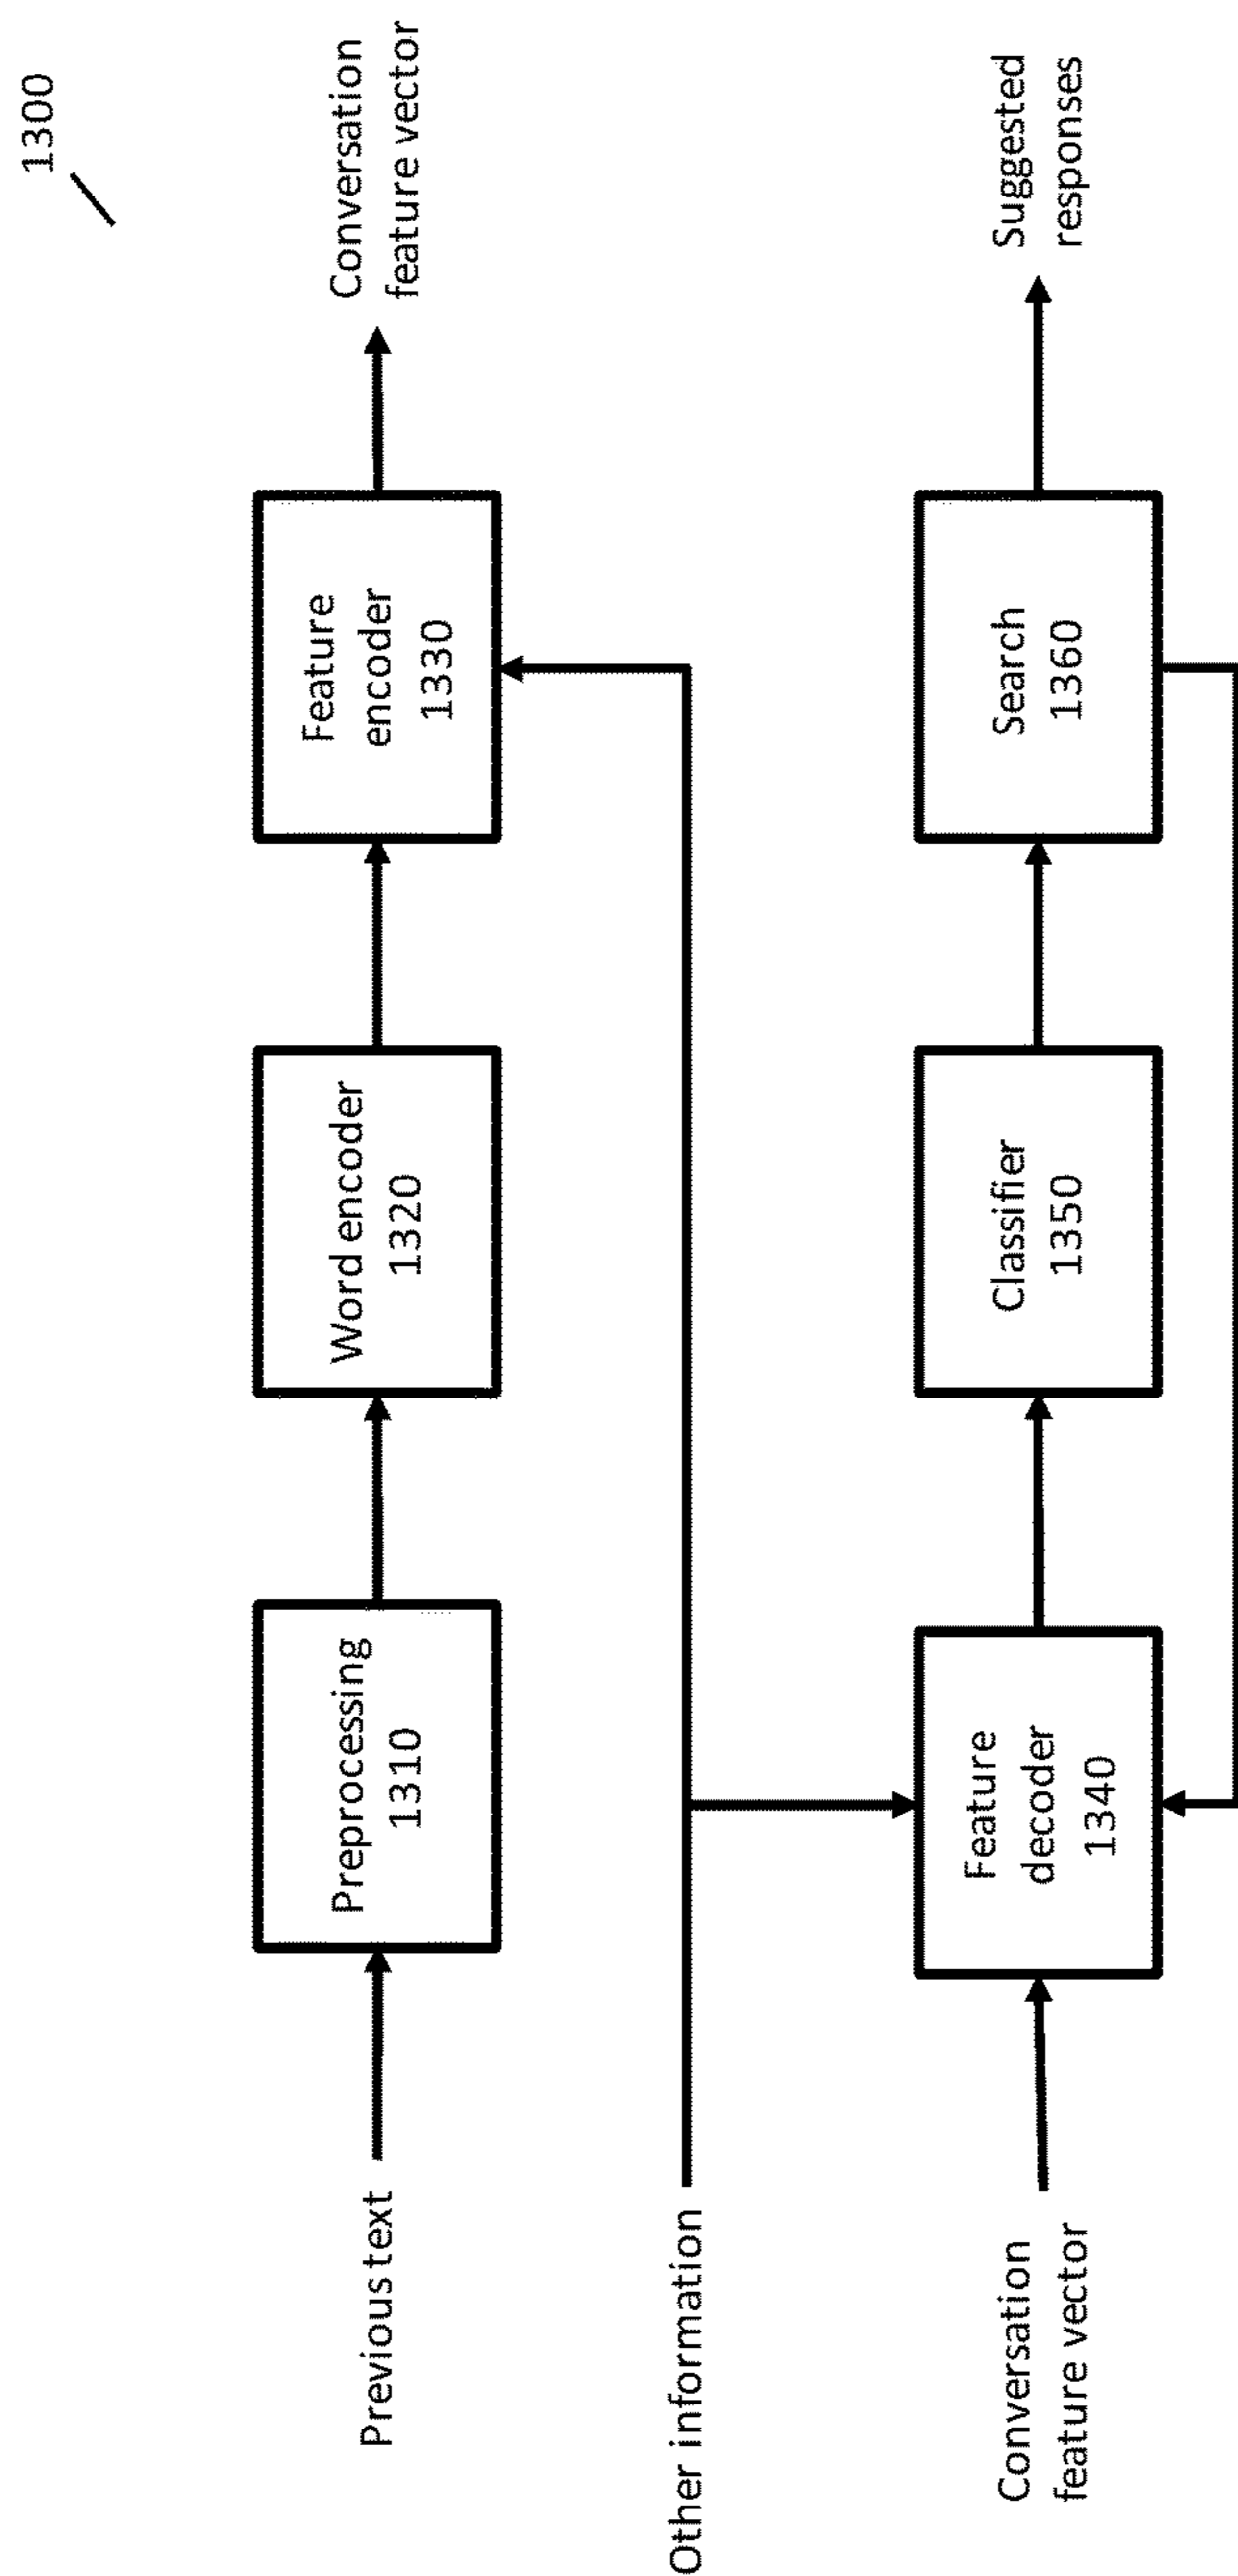 1300
Previous text
Preprocessing
1310
Word encoder
1320
Feature
encoder
1330
Conversation
feature vector
Other information
Conversation
feature vector
Feature
decoder
1340
Classifier
1350
Search
1360
Suggested
responses